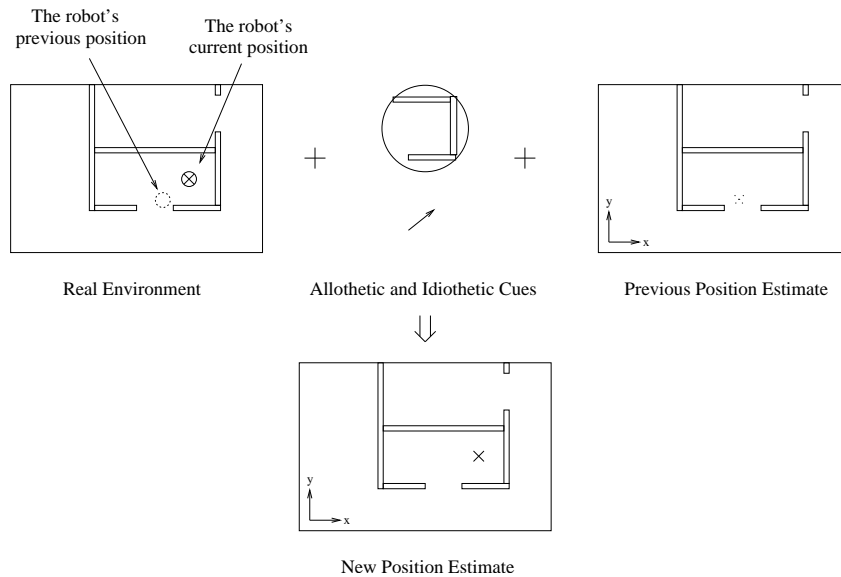 The robot's
previous position
The robot's
current position
y
x
Real Environment
Allothetic and Idiothetic Cues
Previous Position Estimate
y
x
New Position Estimate